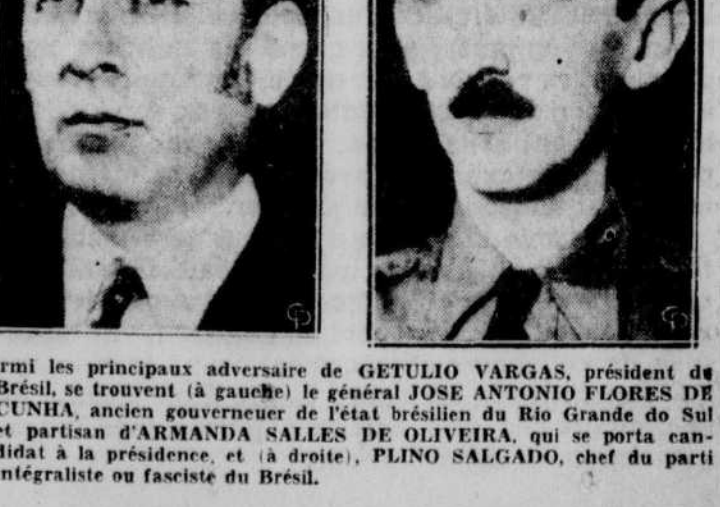 rmi les principaux adversaire de GETULIO VARGAS, président du
Brésil, se trouvent (à gauche) le général JOSE ANTONIO FLORES DE
CUNHA, ancien gouverneuer de l'état brésilien du Rio Grande do Sul
et partisan d'ARMANDA SALLES DE OLIVEIRA, qui se porta can-
didat à la présidence, et (à droite), PLINO SALGADO, chef du parti
intégraliste ou fasciste du Brésil.